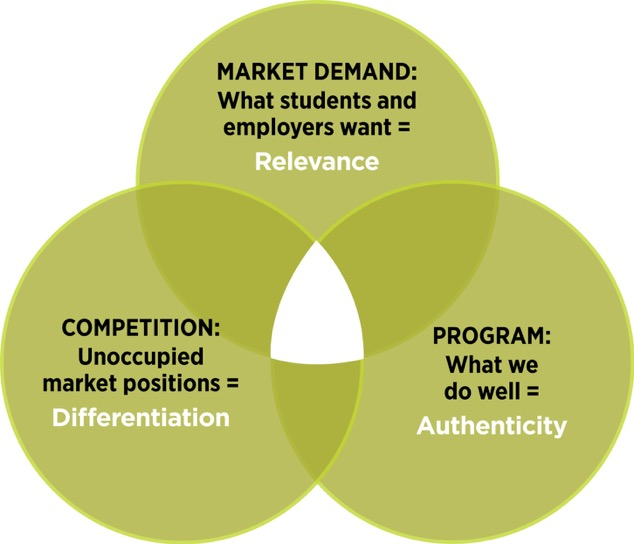 MARKET DEMAND:
What students and
employers want =
Relevance
COMPETITION:
Unoccupied
market positions =
Differentiation
PROGRAM:
What we
do well =
Authenticity